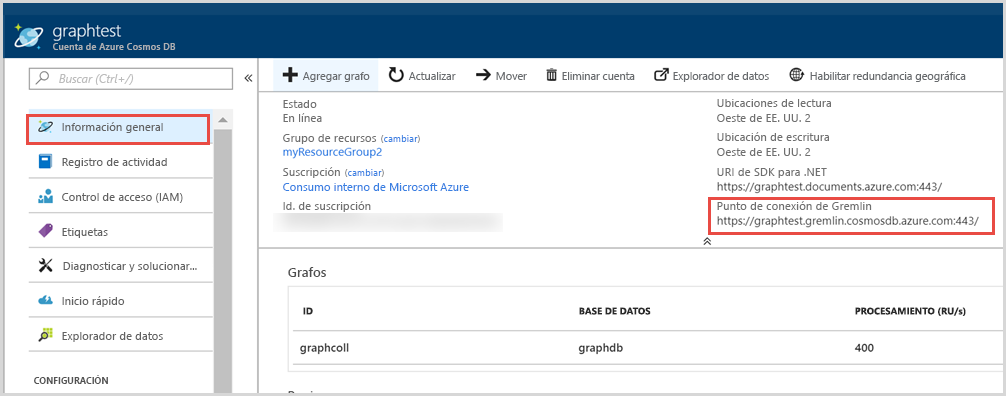 graphtest
Cuenta de Azure Cosmos DB
Buscar (Ctrl+/)
Información general
Registro de actividad
Control de acceso (IAM)
Etiquetas
Diagnosticar y solucionar...
Inicio rápido
Explorador de datos
CONFIGURACIÓN
Agregar grafo Actualizar Mover Eliminar cuenta Explorador de datos Habilitar redundancia geográfica
Estado
En línea
Grupo de recursos (cambiar)
myResourceGroup2
Suscripción (cambiar)
Consumo interno de Microsoft Azure
Id. de suscripción
Ubicaciones de lectura
Oeste de EE. UU. 2
Ubicación de escritura
Oeste de EE. UU. 2
URI de SDK para .NET
https://graphtest.documents.azure.com:443/
Punto de conexión de Gremlin
https://graphtest.gremlin.cosmosdb.azure.com:443/
Grafos
ID BASE DE DATOS PROCESAMIENTO (RU/s)
graphcoll graphdb 400